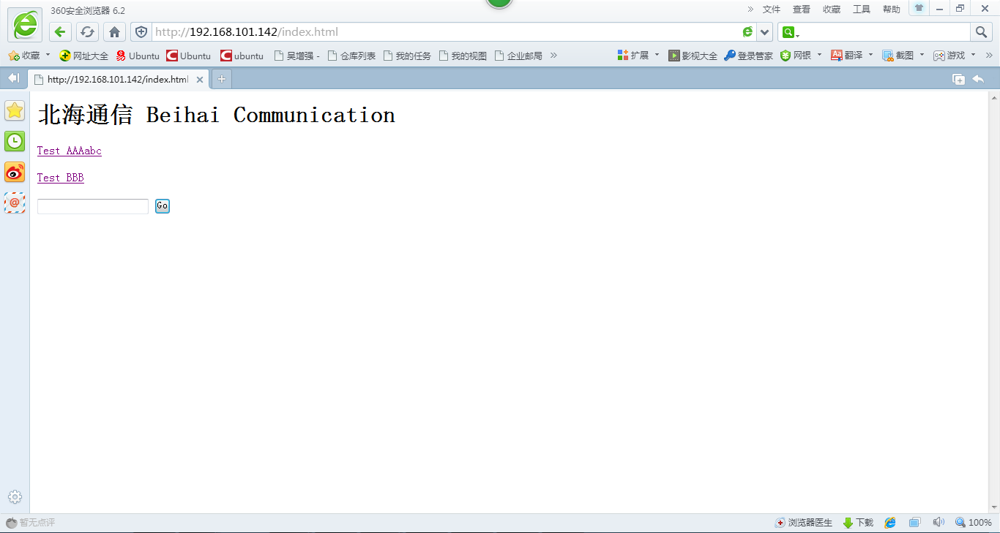 360安全浏览器 6.2
» 文件 查看 收藏 工具 帮助
http://192.168.101.142/index.html
收藏 网址大全 Ubuntu Ubuntu ubuntu 吴增强 - 仓库列表 我的任务 我的视图 企业邮局 » 扩展 影视大全 登录管家 网银 Aa 翻译 截图 游戏 »
http://192.168.101.142/index.html
北海通信 Beihai Communication
Test AAAabc
Test BBB
Go
暂无点评 浏览器医生 下载 100%